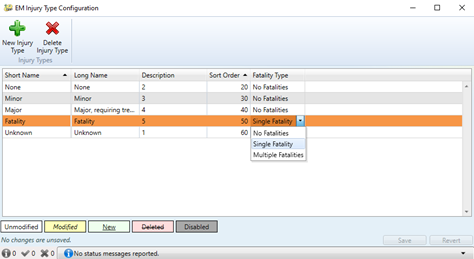 EM Injury Type Configuration
New Injury Type
Delete Injury Type
Injury Types
Short Name Long Name Description Sort Order Fatality Type
None None 2 20 No Fatalities
Minor Minor 3 30 No Fatalities
Major Major, requiring tre... 4 40 No Fatalities
Fatality Fatality 5 50 Single Fatality
Unknown Unknown 1 60 No Fatalities
Single Fatality
Multiple Fatalities
Unmodified Modified New Deleted Disabled
No changes are unsaved. Save Revert
0 0 0 No status messages reported.